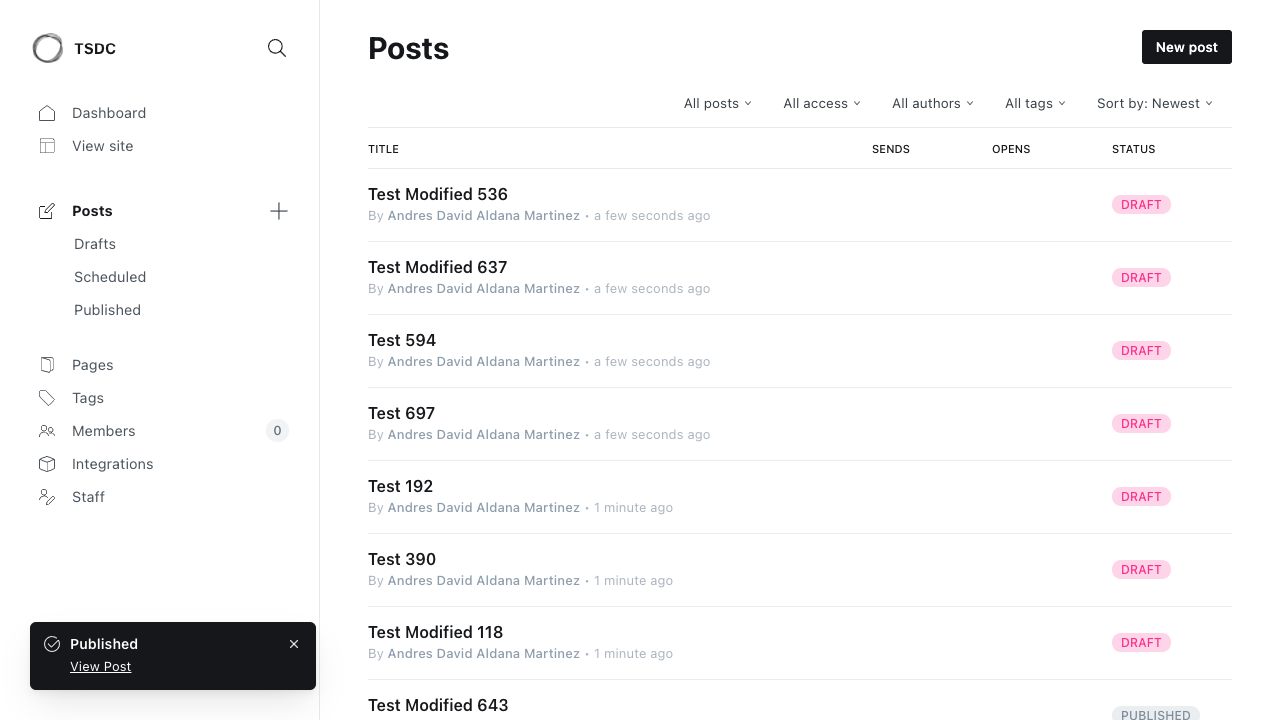 TSDC
Dashboard
View site
Posts
Drafts
Scheduled
Published
Pages
Tags
Members 0
Integrations
Staff
Published
View Post
Posts
New post
All posts All access All authors All tags Sort by: Newest
TITLE SENDS OPENS STATUS
Test Modified 536
By Andres David Aldana Martinez • a few seconds ago
DRAFT
Test Modified 637
By Andres David Aldana Martinez • a few seconds ago
DRAFT
Test 594
By Andres David Aldana Martinez • a few seconds ago
DRAFT
Test 697
By Andres David Aldana Martinez • a few seconds ago
DRAFT
Test 192
By Andres David Aldana Martinez • 1 minute ago
DRAFT
Test 390
By Andres David Aldana Martinez • 1 minute ago
DRAFT
Test Modified 118
By Andres David Aldana Martinez • 1 minute ago
DRAFT
Test Modified 643
PUBLISHED